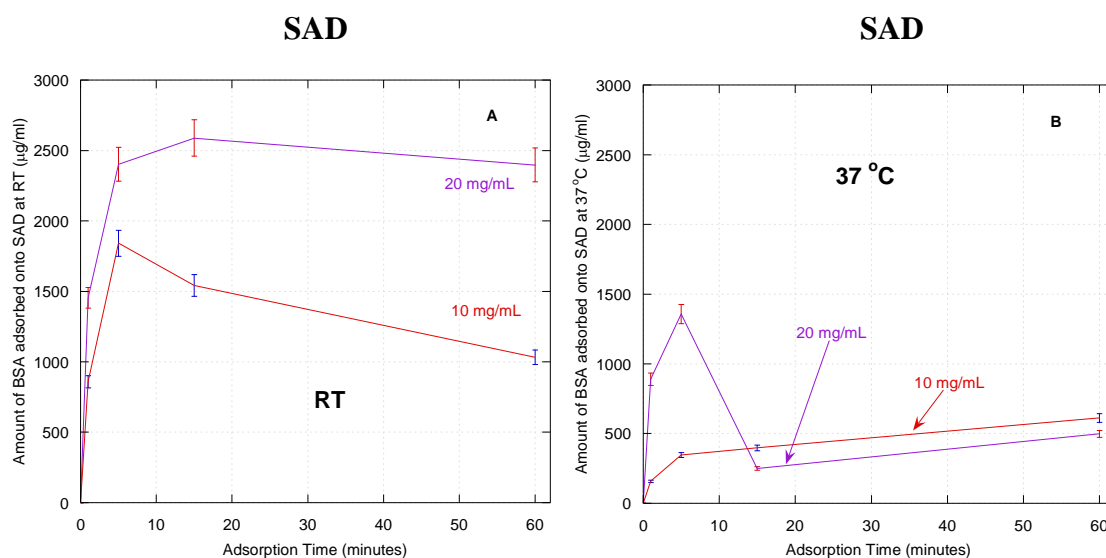 SAD
3000
2500
2000
1500
1000
500
0
0 10 20 30 40 50 60
A
20 mg/mL
10 mg/mL
RT
Amount of BSA adsorbed onto SAD at RT (μg/ml)
Adsorption Time (minutes)
SAD
3000
2500
2000
1500
1000
500
0
0 10 20 30 40 50 60
B
37 °C
20 mg/mL
10 mg/mL
Amount of BSA adsorbed onto SAD at 37 °C (μg/ml)
Adsorption Time (minutes)